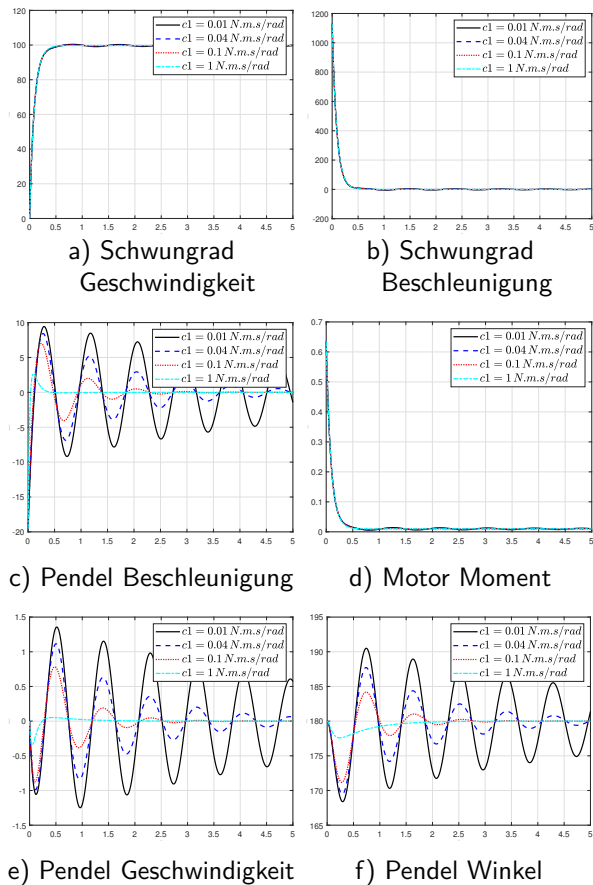 120
100
80
60
40
20
0
0 0.5 1 1.5 2 2.5 3 3.5 4 4.5 5
c1 = 0.01 N.m.s/rad
c1 = 0.04 N.m.s/rad
c1 = 0.1 N.m.s/rad
c1 = 1 N.m.s/rad
a) Schwungrad
Geschwindigkeit
1200
1000
800
600
400
200
0
-200
0 0.5 1 1.5 2 2.5 3 3.5 4 4.5 5
c1 = 0.01 N.m.s/rad
c1 = 0.04 N.m.s/rad
c1 = 0.1 N.m.s/rad
c1 = 1 N.m.s/rad
b) Schwungrad
Beschleunigung
10
5
0
-5
-10
-15
-20
0 0.5 1 1.5 2 2.5 3 3.5 4 4.5 5
c1 = 0.01 N.m.s/rad
c1 = 0.04 N.m.s/rad
c1 = 0.1 N.m.s/rad
c1 = 1 N.m.s/rad
c) Pendel Beschleunigung
0.7
0.6
0.5
0.4
0.3
0.2
0.1
0
0 0.5 1 1.5 2 2.5 3 3.5 4 4.5 5
c1 = 0.01 N.m.s/rad
c1 = 0.04 N.m.s/rad
c1 = 0.1 N.m.s/rad
c1 = 1 N.m.s/rad
d) Motor Moment
1.5
1
0.5
0
-0.5
-1
-1.5
0 0.5 1 1.5 2 2.5 3 3.5 4 4.5 5
c1 = 0.01 N.m.s/rad
c1 = 0.04 N.m.s/rad
c1 = 0.1 N.m.s/rad
c1 = 1 N.m.s/rad
e) Pendel Geschwindigkeit
195
190
185
180
175
170
165
0 0.5 1 1.5 2 2.5 3 3.5 4 4.5 5
c1 = 0.01 N.m.s/rad
c1 = 0.04 N.m.s/rad
c1 = 0.1 N.m.s/rad
c1 = 1 N.m.s/rad
f) Pendel Winkel